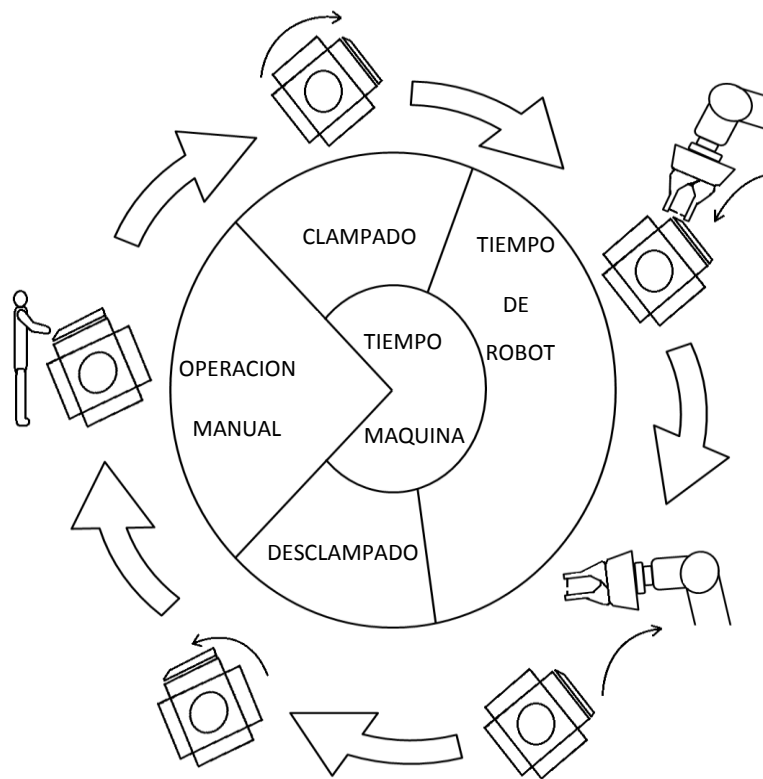 CLAMPADO
TIEMPO
DE
ROBOT
TIEMPO
MAQUINA
OPERACION
MANUAL
DESCLAMPADO